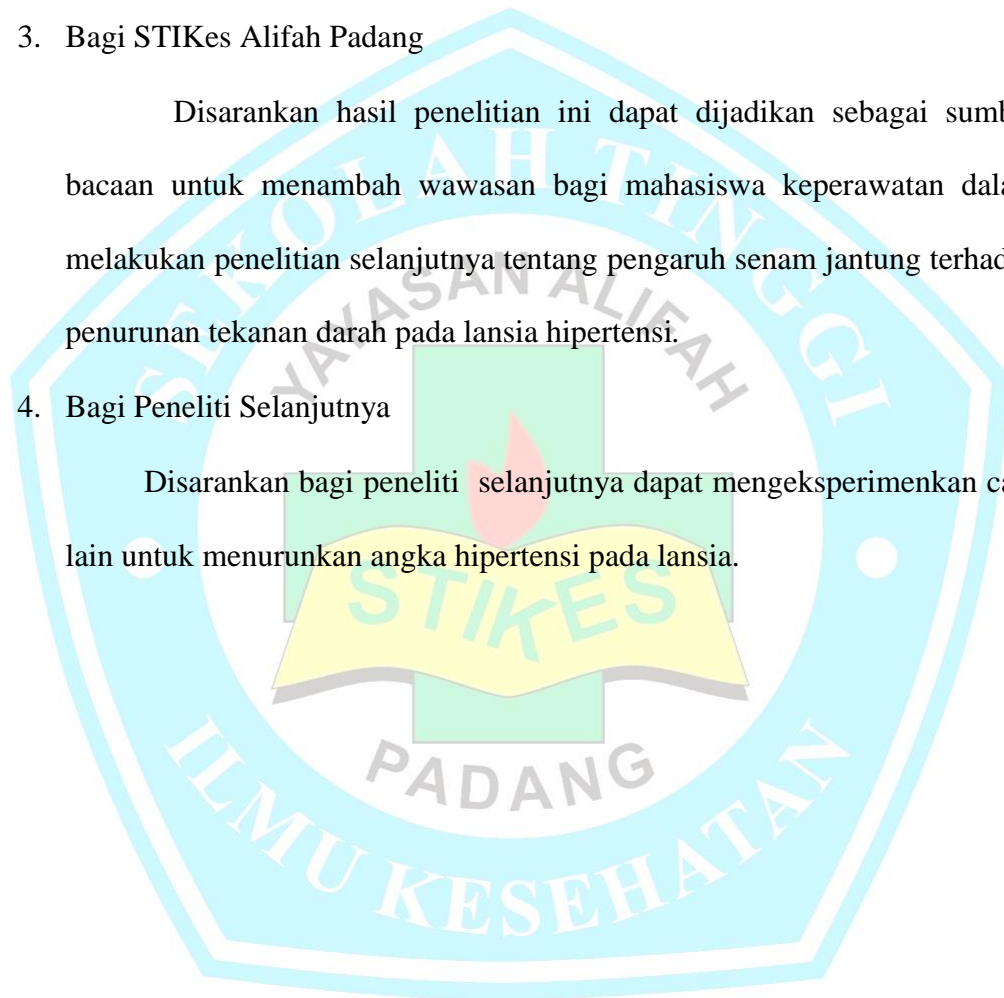 3. Bagi STIKes Alifah Padang
Disarankan hasil penelitian ini dapat dijadikan sebagai sumb
bacaan untuk menambah wawasan bagi mahasiswa keperawatan dala
melakukan penelitian selanjutnya tentang pengaruh senam jantung terhad
penurunan tekanan darah pada lansia hipertensi.
4. Bagi Peneliti Selanjutnya
Disarankan bagi peneliti selanjutnya dapat mengeksperimenkan ca
lain untuk menurunkan angka hipertensi pada lansia.
SEKOLAH TINGGI
YAYASAN ALIFAH
STIKES
PADANG
ILMU KESEHATAN